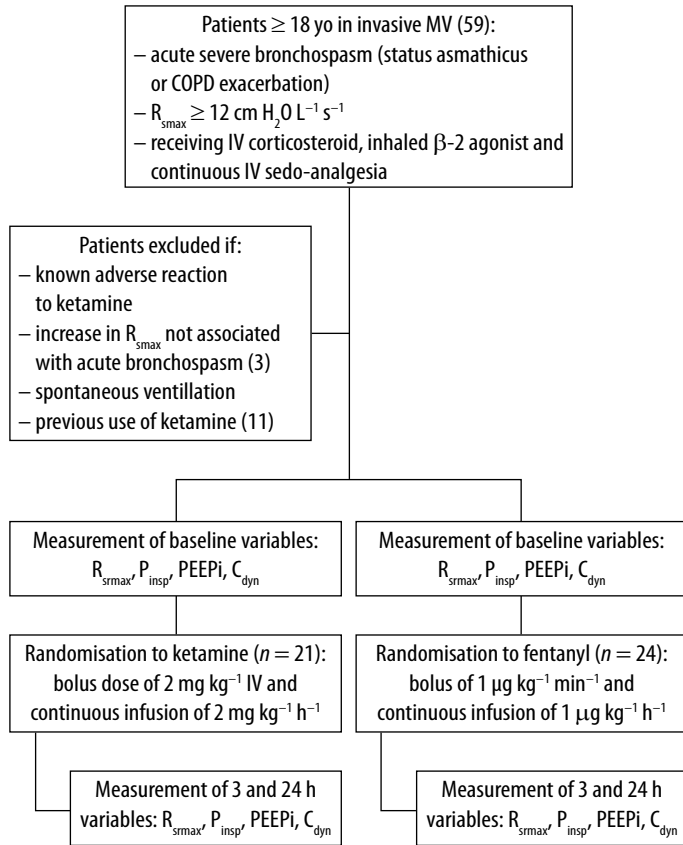 Patients ≥ 18 yo in invasive MV (59):
– acute severe bronchospasm (status asmathicus
or COPD exacerbation)
– Rsmax ≥ 12 cm H₂O L⁻¹ s⁻¹
– receiving IV corticosteroid, inhaled β-2 agonist and
continuous IV sedo-analgesia
Patients excluded if:
– known adverse reaction
to ketamine
– increase in Rsmax not associated
with acute bronchospasm (3)
– spontaneous ventillation
– previous use of ketamine (11)
Measurement of baseline variables:
Rsrmax, Pinsp, PEEPi, Cdyn
Measurement of baseline variables:
Rsrmax, Pinsp, PEEPi, Cdyn
Randomisation to ketamine (n = 21):
bolus dose of 2 mg kg⁻¹ IV and
continuous infusion of 2 mg kg⁻¹ h⁻¹
Randomisation to fentanyl (n = 24):
bolus of 1 µg kg⁻¹ min⁻¹ and
continuous infusion of 1 µg kg⁻¹ h⁻¹
Measurement of 3 and 24 h
variables: Rsrmax, Pinsp, PEEPi, Cdyn
Measurement of 3 and 24 h
variables: Rsrmax, Pinsp, PEEPi, Cdyn